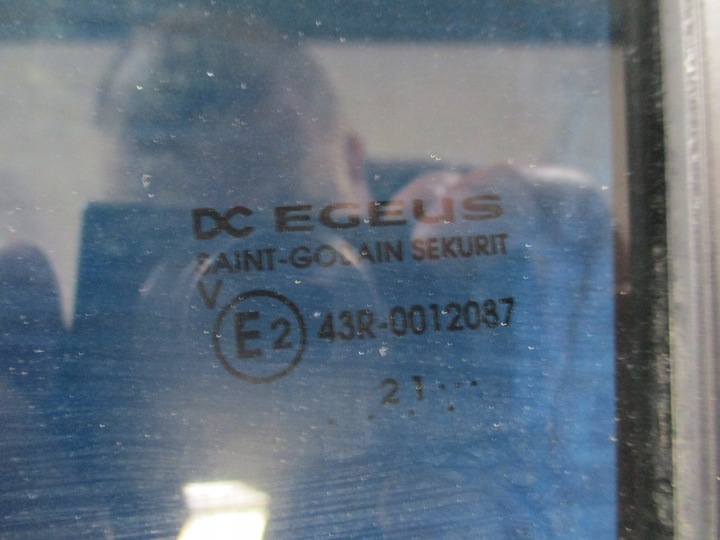 DC EGEUS
SAINT-GOBAIN SEKURIT
V
E2 43R-0012087
. . 21 . . .
. . . .